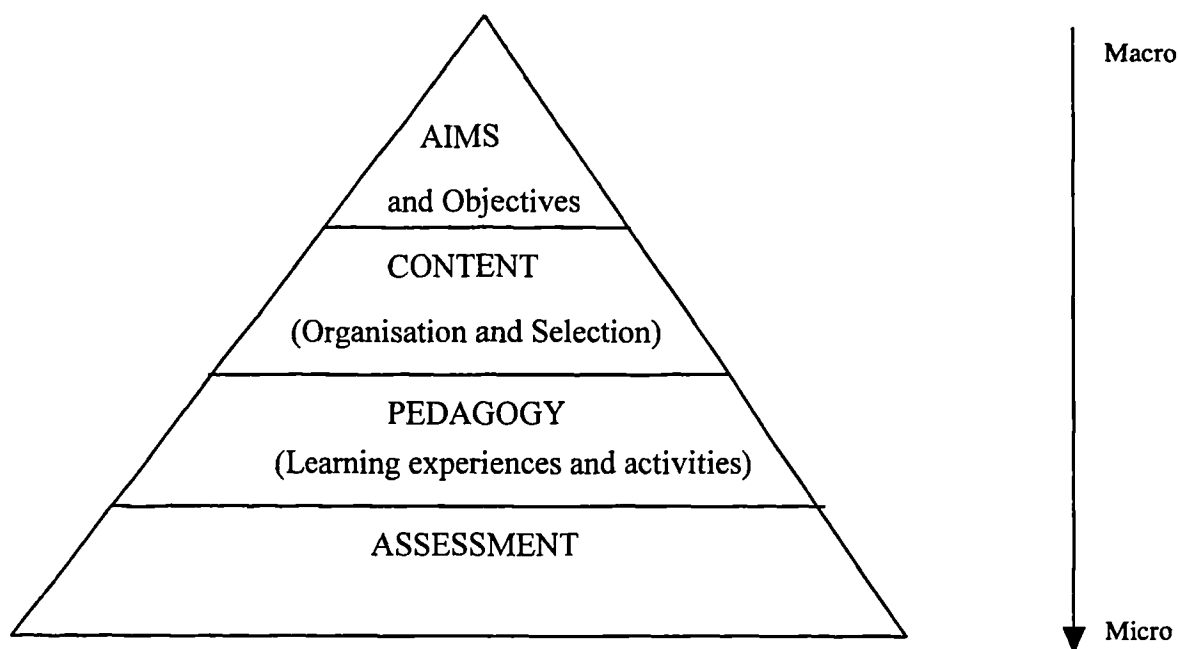 Macro
AIMS
and Objectives
CONTENT
(Organisation and Selection)
PEDAGOGY
(Learning experiences and activities)
ASSESSMENT
Micro